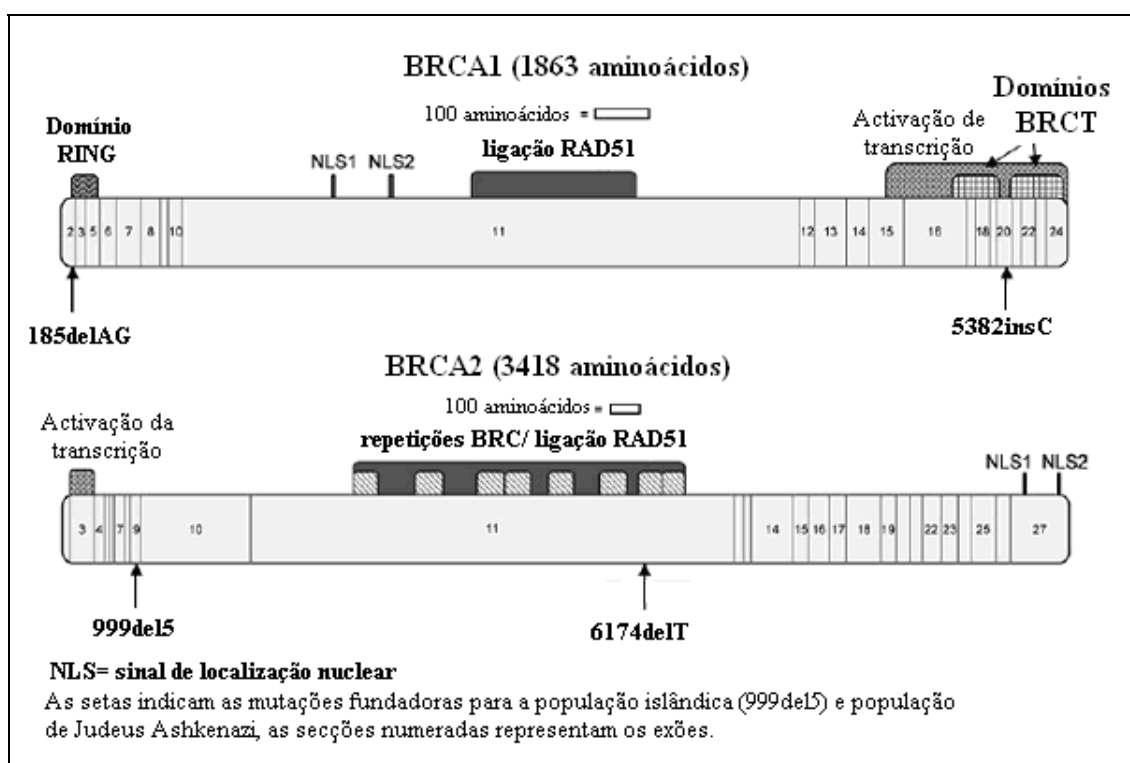 BRCA1 (1863 aminoácidos)
100 aminoácidos =
Domínio
RING
NLS1
NLS2
ligação RAD51
Activação de
transcrição
Domínios
BRCT
2 3 5 6 7 8 10 11 12 13 14 15 16 18 20 22 24
185delAG
5382insC
BRCA2 (3418 aminoácidos)
100 aminoácidos =
Activação da
transcrição
repetições BRC/ ligação RAD51
NLS1 NLS2
3 4 7 9 10 11 14 15 16 17 18 19 22 23 25 27
999del5
6174delT
NLS= sinal de localização nuclear
As setas indicam as mutações fundadoras para a população islândica (999del5) e população
de Judeus Ashkenazi, as secções numeradas representam os exões.